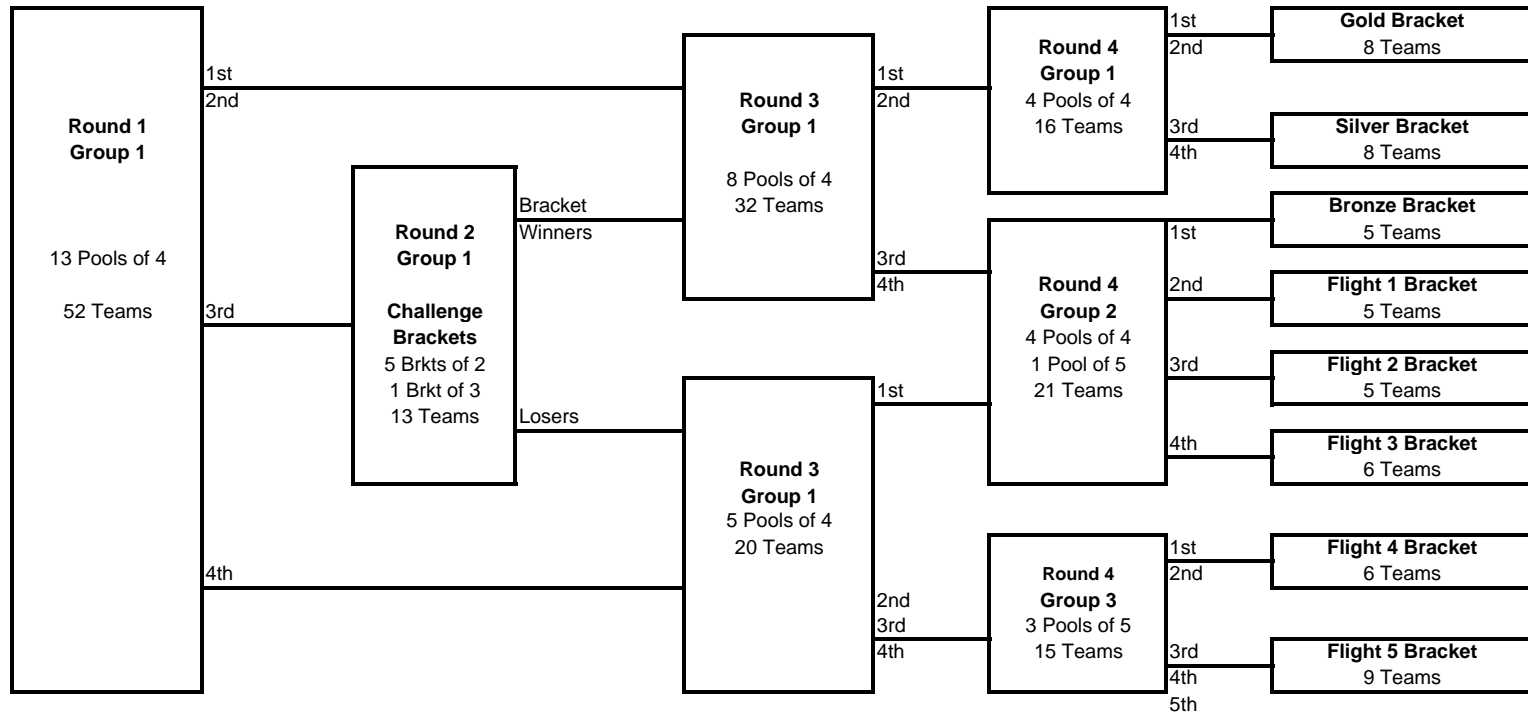 Round 1
Group 1
13 Pools of 4
52 Teams
1st
2nd
3rd
4th
Round 2
Group 1
Challenge
Brackets
5 Brkts of 2
1 Brkt of 3
13 Teams
Bracket
Winners
Losers
Round 3
Group 1
8 Pools of 4
32 Teams
1st
2nd
3rd
4th
Round 3
Group 1
5 Pools of 4
20 Teams
1st
2nd
3rd
4th
Round 4
Group 1
4 Pools of 4
16 Teams
1st
2nd
3rd
4th
Round 4
Group 2
4 Pools of 4
1 Pool of 5
21 Teams
1st
2nd
3rd
4th
Round 4
Group 3
3 Pools of 5
15 Teams
1st
2nd
3rd
4th
5th
Gold Bracket
8 Teams
Silver Bracket
8 Teams
Bronze Bracket
5 Teams
Flight 1 Bracket
5 Teams
Flight 2 Bracket
5 Teams
Flight 3 Bracket
6 Teams
Flight 4 Bracket
6 Teams
Flight 5 Bracket
9 Teams